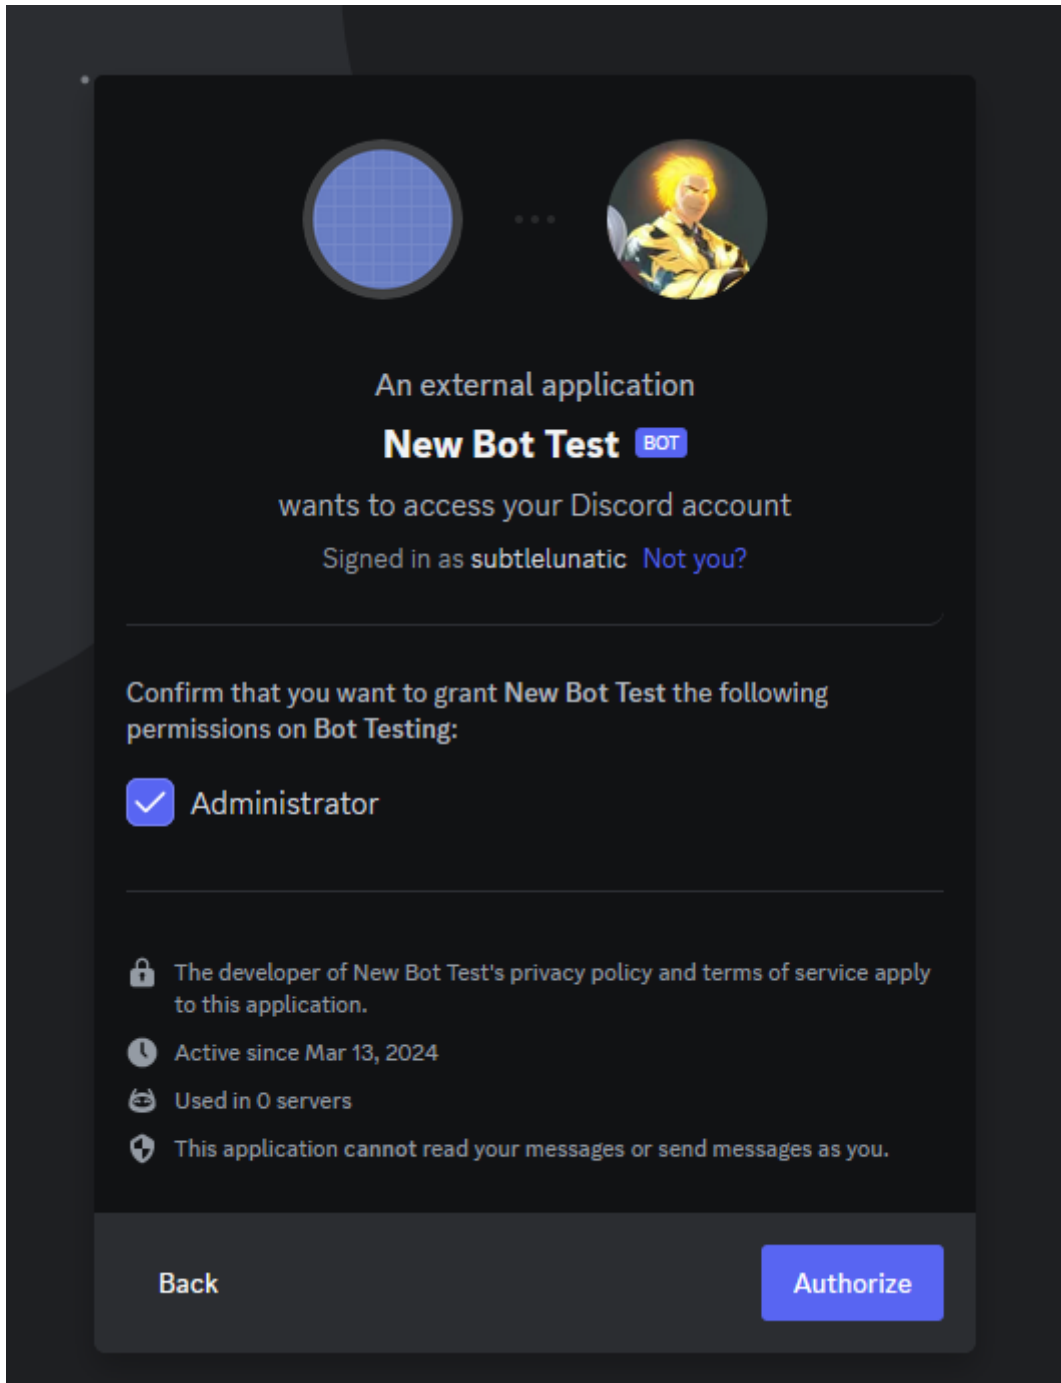 An external application
New Bot Test BOT
wants to access your Discord account
Signed in as subtlelunatic Not you?
Confirm that you want to grant New Bot Test the following
permissions on Bot Testing:
Administrator
The developer of New Bot Test's privacy policy and terms of service apply
to this application.
Active since Mar 13, 2024
Used in 0 servers
This application cannot read your messages or send messages as you.
Back Authorize